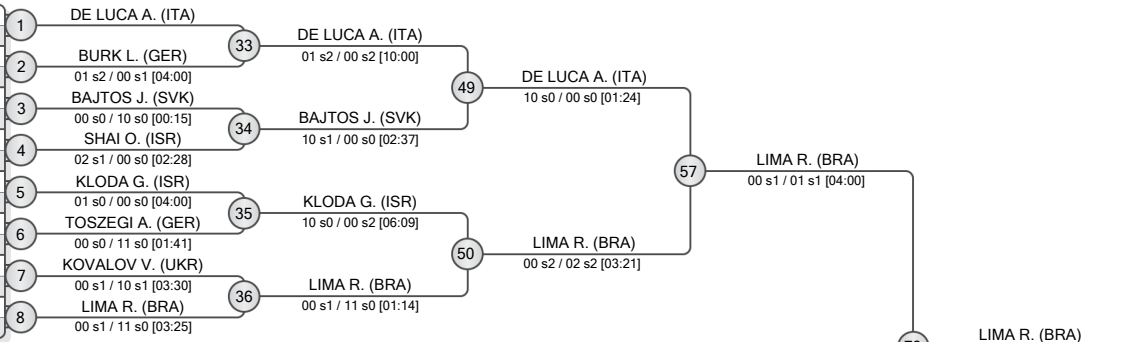 1
DE LUCA A. (ITA)
2
BURK L. (GER)
01 s2 / 00 s1 [04:00]
3
BAJTOS J. (SVK)
00 s0 / 10 s0 [00:15]
4
SHAI O. (ISR)
02 s1 / 00 s0 [02:28]
5
KLODA G. (ISR)
01 s0 / 00 s0 [04:00]
6
TOSZEGI A. (GER)
00 s0 / 11 s0 [01:41]
7
KOVALOV V. (UKR)
00 s1 / 10 s1 [03:30]
8
LIMA R. (BRA)
00 s1 / 11 s0 [03:25]
33
DE LUCA A. (ITA)
01 s2 / 00 s2 [10:00]
34
BAJTOS J. (SVK)
10 s1 / 00 s0 [02:37]
35
KLODA G. (ISR)
10 s0 / 00 s2 [06:09]
36
LIMA R. (BRA)
00 s1 / 11 s0 [01:14]
49
DE LUCA A. (ITA)
10 s0 / 00 s0 [01:24]
50
LIMA R. (BRA)
00 s2 / 02 s2 [03:21]
57
LIMA R. (BRA)
00 s1 / 01 s1 [04:00]
LIMA R. (BRA)